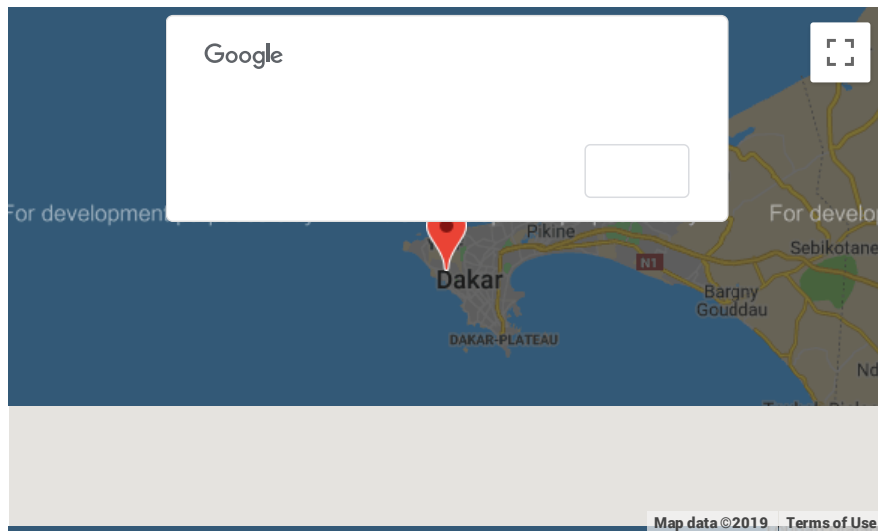 Google
For development
For develo
Pikine
Sebikotane
N1
Dakar
Bargny
Gouddau
DAKAR-PLATEAU
Nd
Map data ©2019
Terms of Use